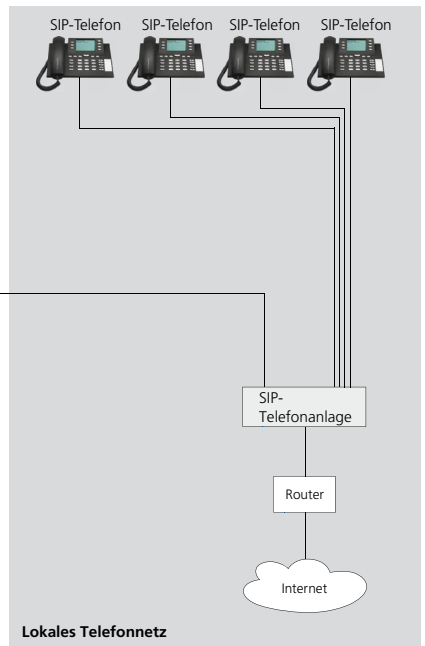 SIP-Telefon SIP-Telefon SIP-Telefon SIP-Telefon
SIP-
Telefonanlage
Router
Internet
Lokales Telefonnetz